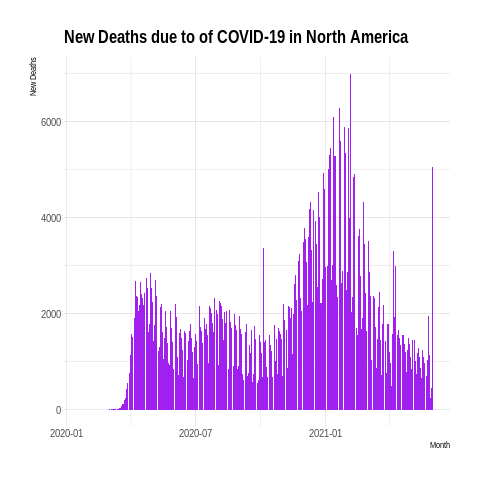 New Deaths due to of COVID-19 in North America
New Deaths
6000
4000
2000
0
2020-01
2020-07
2021-01
Month